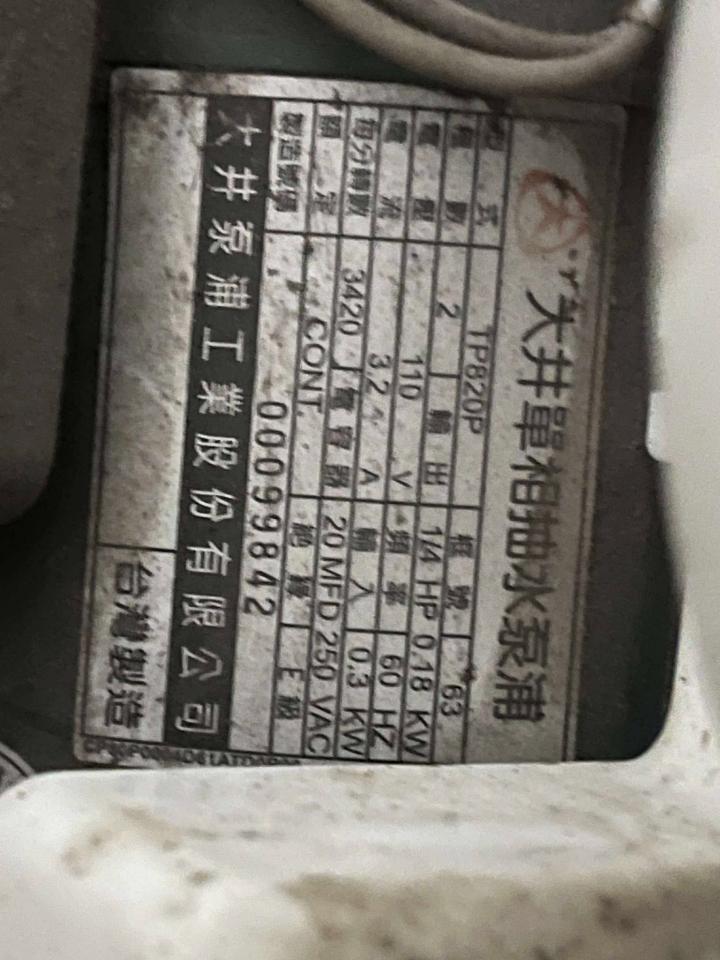 大井單相抽水泵浦
型式 TP820P 框號 63
極數 2 輸出 1/4 HP 0.18 KW
電壓 110 V 頻率 60 HZ
電流 3.2 A 輸入 0.3 KW
每分轉數 3420 電容器 20 MFD 250 VAC
額定 CONT. 絕緣 E 級
製造號碼 000099842
大井泵浦工業股份有限公司
台灣製造